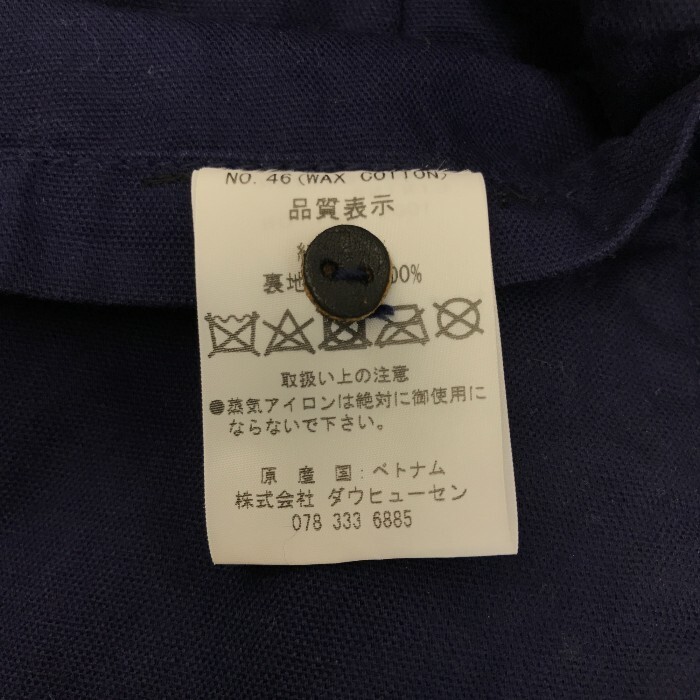 NO. 46 (WAX COTTON)
品質表示
裏地 00%
取扱い上の注意
●蒸気アイロンは絶対に御使用に
ならないで下さい。
原 産 国:ベトナム
株式会社 ダウヒューセン
078 333 6885